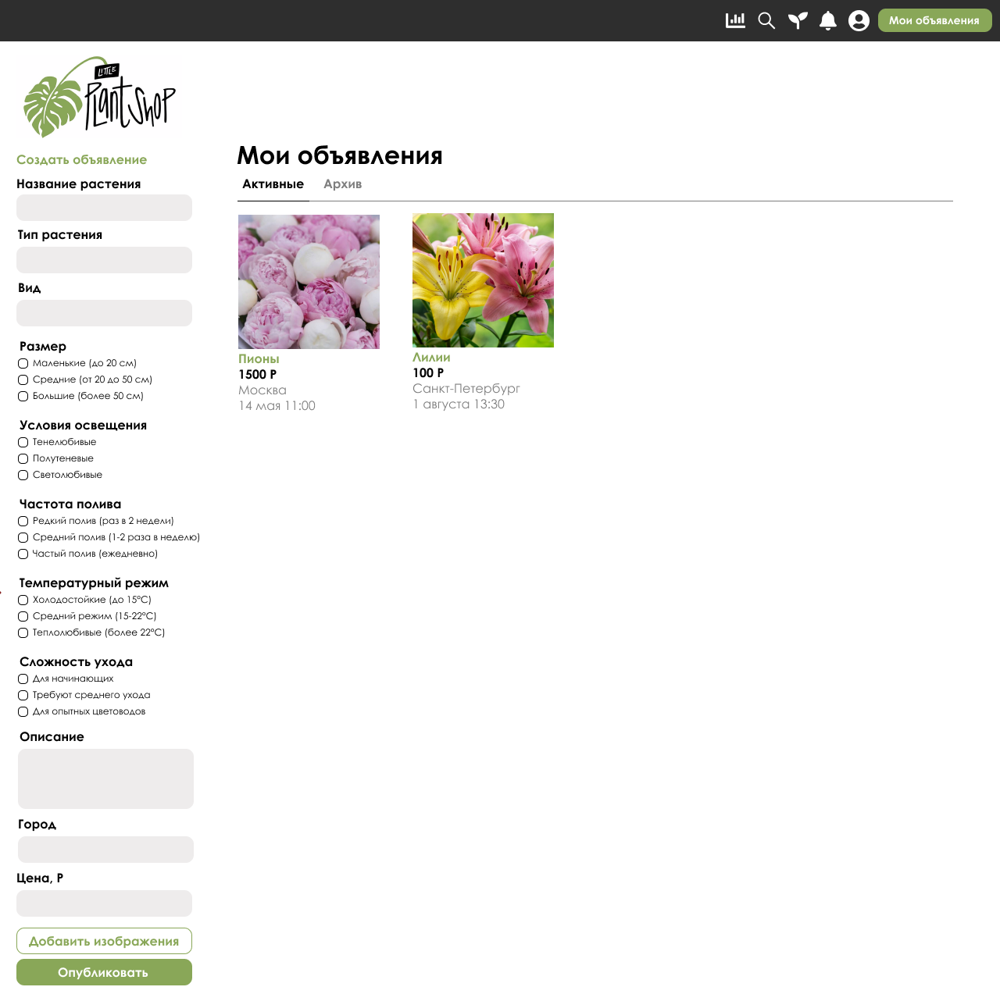 Мои объявления
LITTLE
Plant Shop
Создать объявление
Название растения
Тип растения
Вид
Размер
Маленькие (до 20 см)
Средние (от 20 до 50 см)
Большие (более 50 см)
Условия освещения
Тенелюбивые
Полутеневые
Светолюбивые
Частота полива
Редкий полив (раз в 2 недели)
Средний полив (1-2 раза в неделю)
Частый полив (ежедневно)
Температурный режим
Холодостойкие (до 15°C)
Средний режим (15-22°C)
Теплолюбивые (более 22°C)
Сложность ухода
Для начинающих
Требуют среднего ухода
Для опытных цветоводов
Описание
Город
Цена, Р
Добавить изображения
Опубликовать
Мои объявления
Активные Архив
Пионы
1500 Р
Москва
14 мая 11:00
Лилии
100 Р
Санкт-Петербург
1 августа 13:30